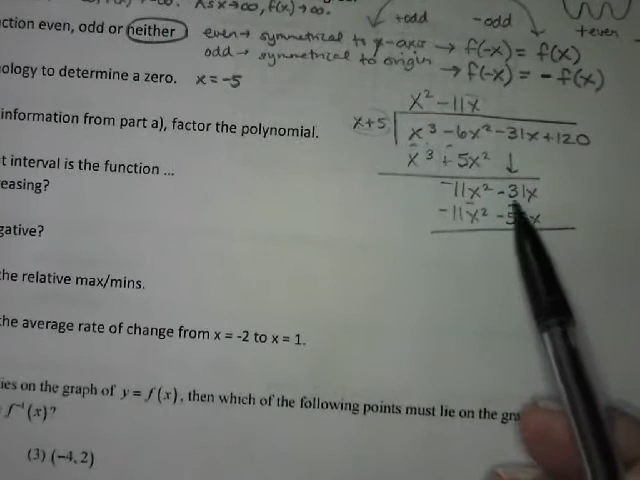 As x→∞, f(x)→∞.
+odd
-odd
+even
ction even, odd or neither
even → symmetrical to y-axis → f(-x) = f(x)
odd → symmetrical to origin → f(-x) = -f(x)
ology to determine a zero. x = -5
x² - 11x
information from part a), factor the polynomial.
x+5 x³ - 6x² - 31x + 120
x³ + 5x² ↓
t interval is the function ...
easing?
-11x² - 31x
-11x² - 55x
gative?
the relative max/mins.
the average rate of change from x = -2 to x = 1.
ies on the graph of y = f(x), then which of the following points must lie on the gra
f⁻¹(x)?
(3) (-4, 2)